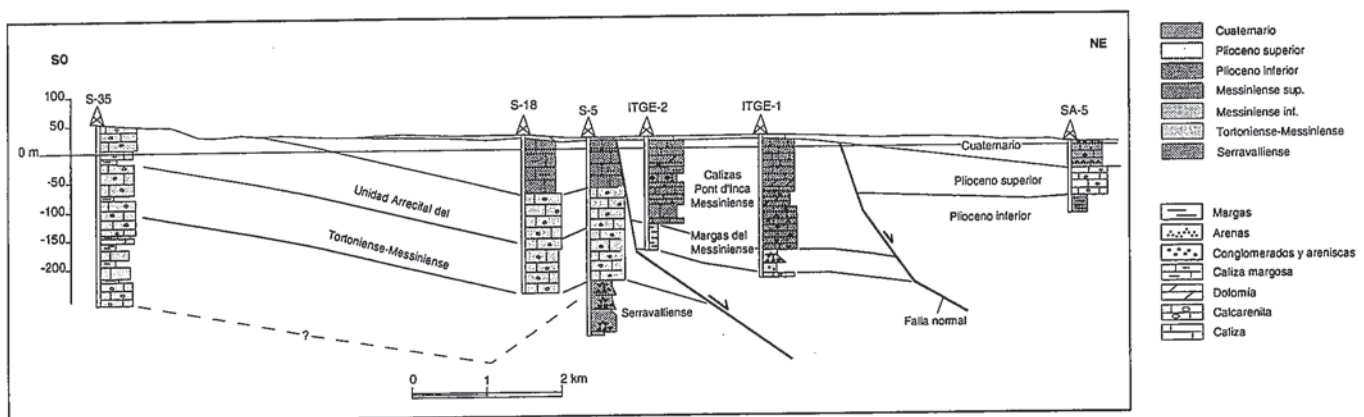 SO
NE
S-35
S-18
S-5
ITGE-2
ITGE-1
SA-5
100
50
0 m
-50
-100
-150
-200
Unidad Arrecifal del
Tortoniense-Messiniense
?
Serravalliense
Calizas
Pont d'Inca
Messiniense
Margas del
Messiniense
Cuaternario
Plioceno superior
Plioceno inferior
Falla normal
0 1 2 km
Cuaternario
Plioceno superior
Plioceno inferior
Messiniense sup.
Messiniense inf.
Tortoniense-Messiniense
Serravalliense
Margas
Arenas
Conglomerados y areniscas
Caliza margosa
Dolomía
Calcarenita
Caliza